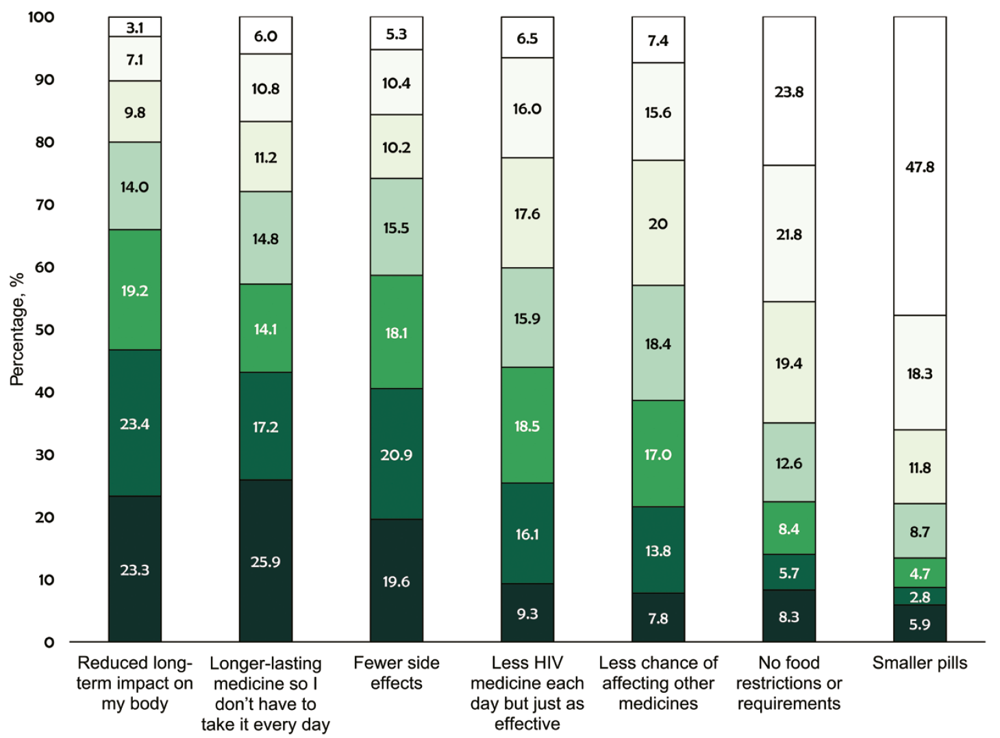 Percentage, %
100
90
80
70
60
50
40
30
20
10
0
3.1
7.1
9.8
14.0
19.2
23.4
23.3
6.0
10.8
11.2
14.8
14.1
17.2
25.9
5.3
10.4
10.2
15.5
18.1
20.9
19.6
6.5
16.0
17.6
15.9
18.5
16.1
9.3
7.4
15.6
20
18.4
17.0
13.8
7.8
23.8
21.8
19.4
12.6
8.4
5.7
8.3
47.8
18.3
11.8
8.7
4.7
2.8
5.9
Reduced long-
term impact on
my body
Longer-lasting
medicine so I
don’t have to
take it every day
Fewer side
effects
Less HIV
medicine each
day but just as
effective
Less chance of
affecting other
medicines
No food
restrictions or
requirements
Smaller pills